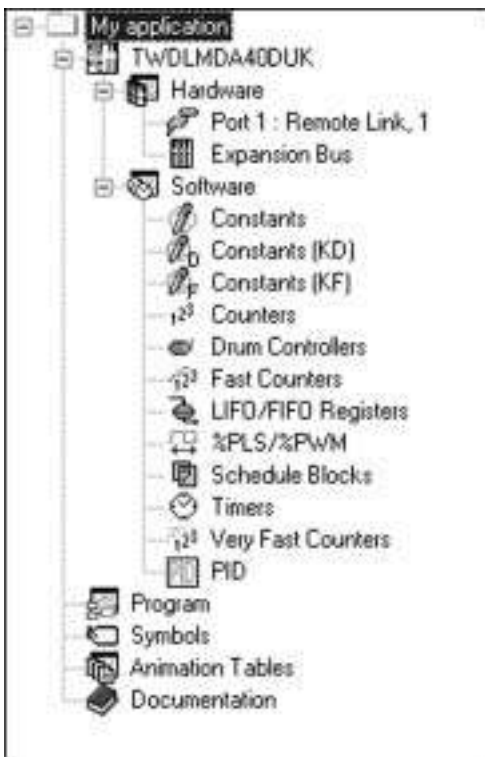 My application
TWDLMDA40DUK
Hardware
Port 1 : Remote Link, 1
Expansion Bus
Software
Constants
Constants (KD)
Constants (KF)
Counters
Drum Controllers
Fast Counters
LIFO/FIFO Registers
%PLS/%PWM
Schedule Blocks
Timers
Very Fast Counters
PID
Program
Symbols
Animation Tables
Documentation